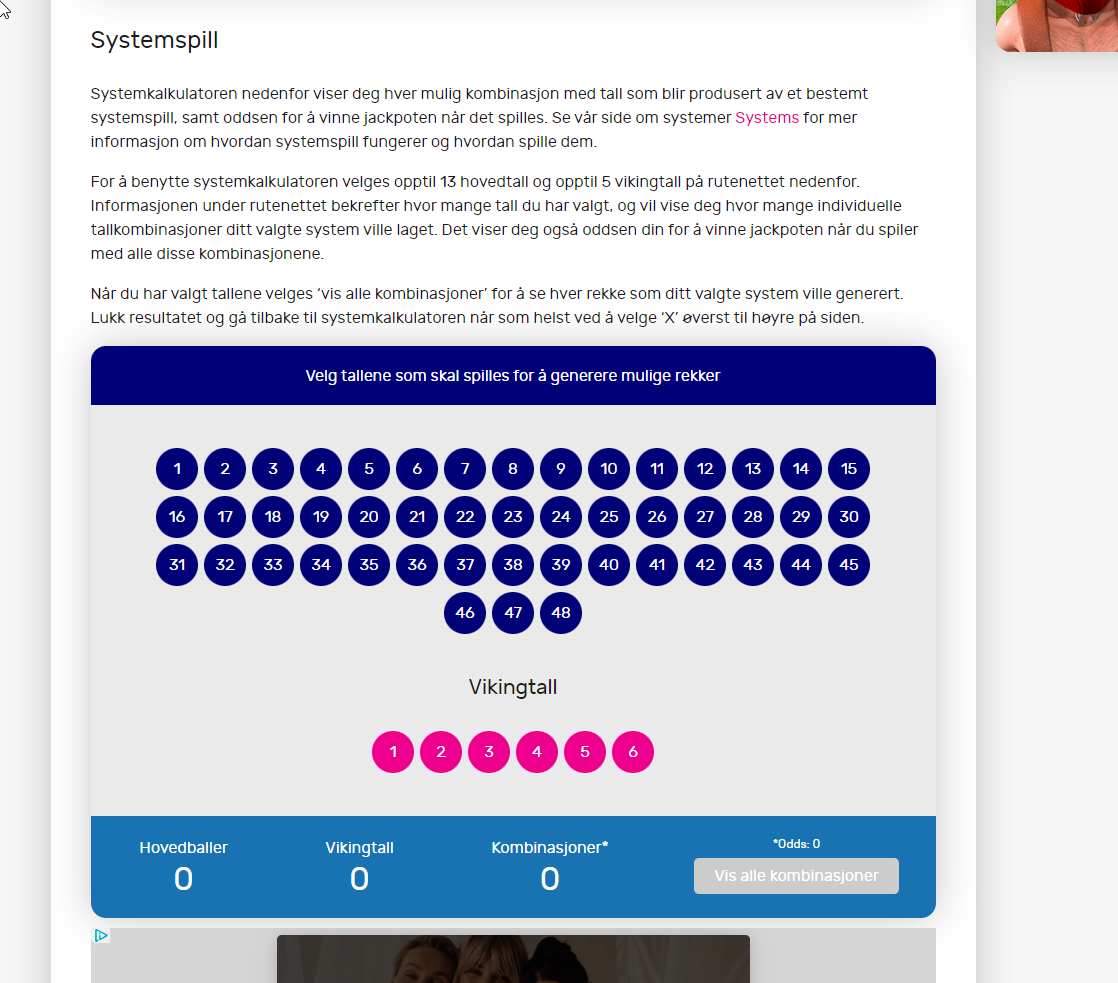 Systemspill
Systemkalkulatoren nedenfor viser deg hver mulig kombinasjon med tall som blir produsert av et bestemt
systemspill, samt oddsen for å vinne jackpoten når det spilles. Se vår side om systemer Systems for mer
informasjon om hvordan systemspill fungerer og hvordan spille dem.
For å benytte systemkalkulatoren velges opptil 13 hovedtall og opptil 5 vikingtall på rutenettet nedenfor.
Informasjonen under rutenettet bekrefter hvor mange tall du har valgt, og vil vise deg hvor mange individuelle
tallkombinasjoner ditt valgte system ville laget. Det viser deg også oddsen din for å vinne jackpoten når du spiler
med alle disse kombinasjonene.
Når du har valgt tallene velges ‘vis alle kombinasjoner’ for å se hver rekke som ditt valgte system ville generert.
Lukk resultatet og gå tilbake til systemkalkulatoren når som helst ved å velge ‘X’ øverst til høyre på siden.
Velg tallene som skal spilles for å generere mulige rekker
1 2 3 4 5 6 7 8 9 10 11 12 13 14 15
16 17 18 19 20 21 22 23 24 25 26 27 28 29 30
31 32 33 34 35 36 37 38 39 40 41 42 43 44 45
46 47 48
Vikingtall
1 2 3 4 5 6
Hovedballer Vikingtall Kombinasjoner* *Odds: 0
0 0 0 Vis alle kombinasjoner